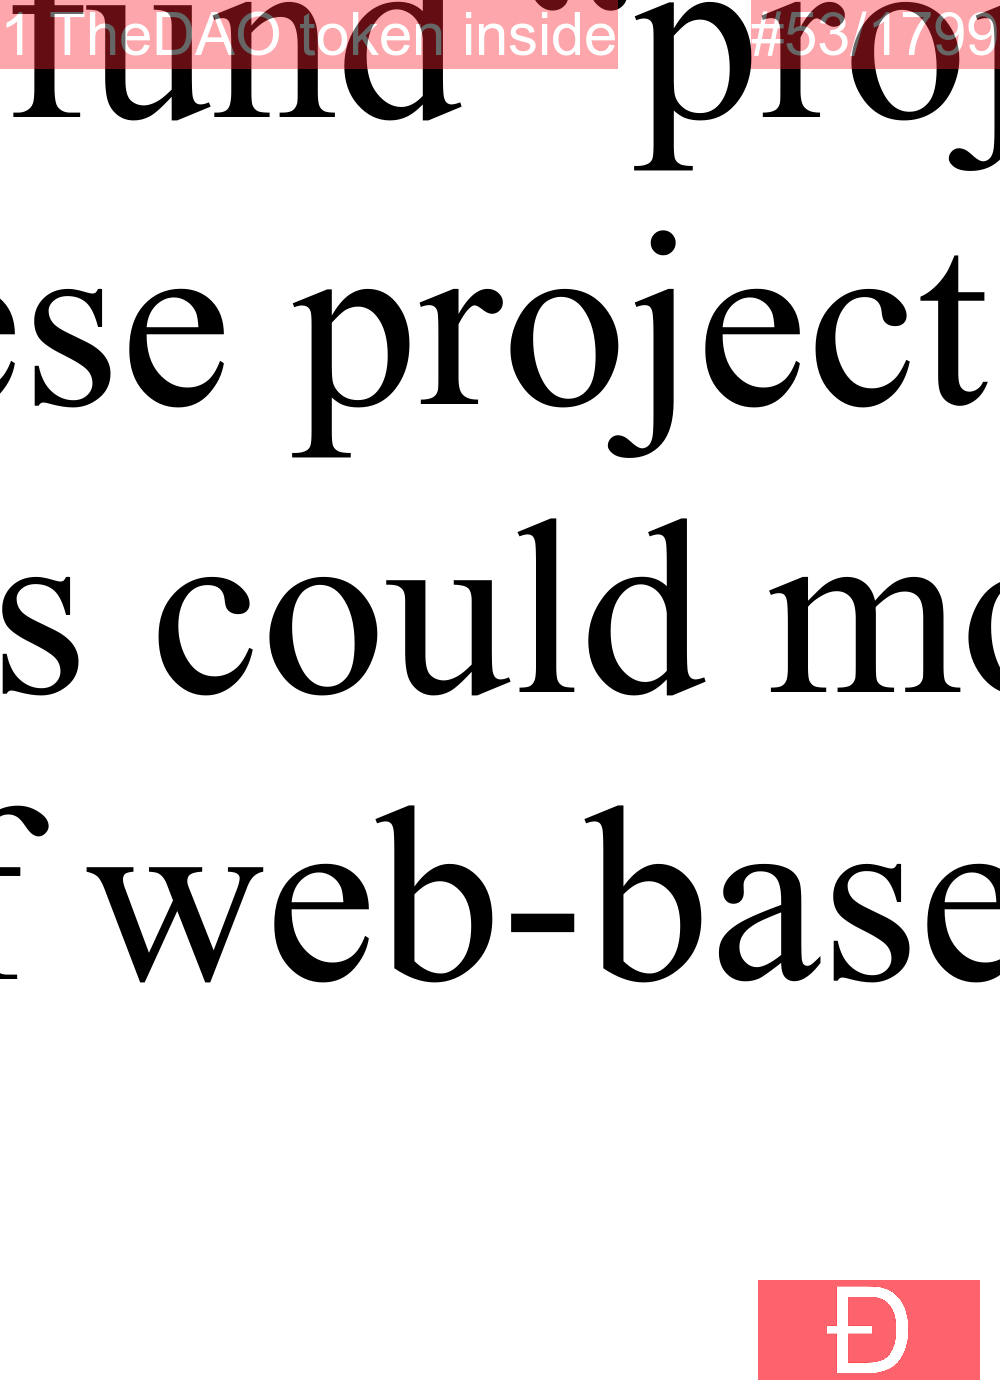 1 TheDAO token inside #53/1799
fund “proj
ese project
s could mo
f web-base
Đ